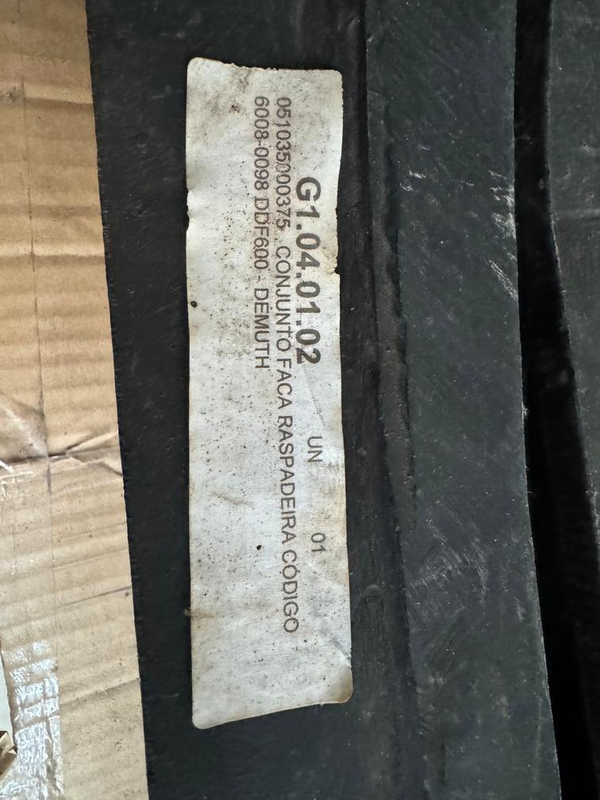 G1.04.01.02 UN 01
051035000375 - CONJUNTO FACA RASPADEIRA CÓDIGO
6008-0098 DDF600 - DEMUTH